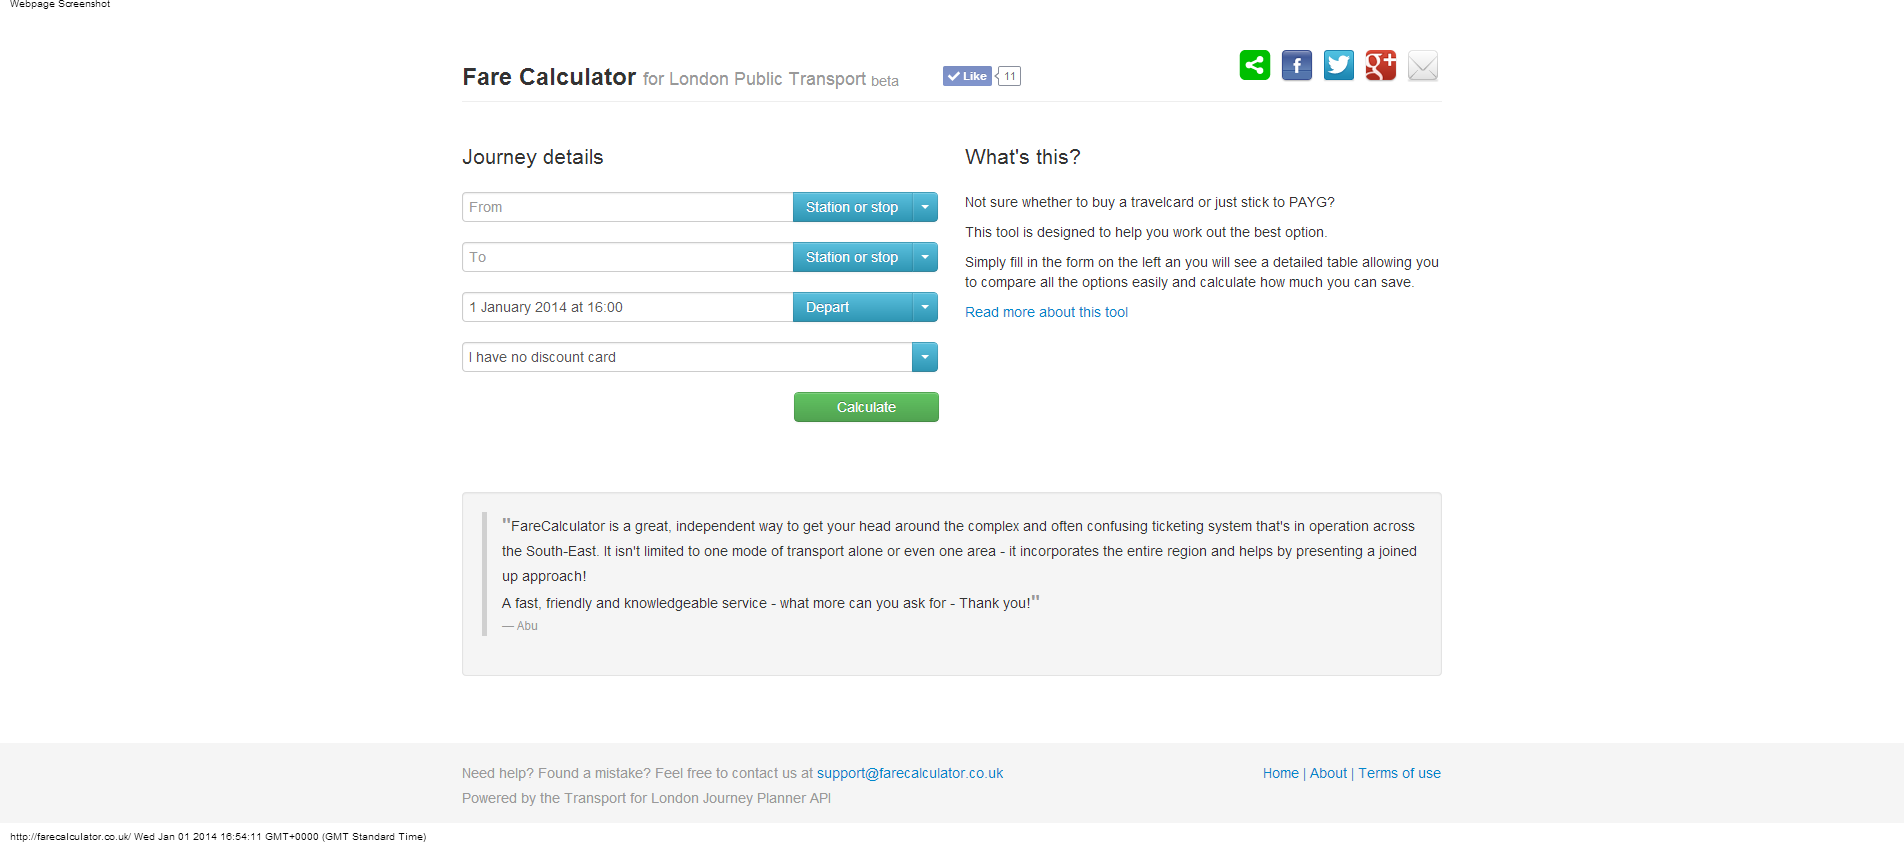 Webpage Screenshot
Fare Calculator for London Public Transport beta
Like
11
Journey details
From
Station or stop
To
Station or stop
1 January 2014 at 16:00
Depart
I have no discount card
Calculate
What's this?
Not sure whether to buy a travelcard or just stick to PAYG?
This tool is designed to help you work out the best option.
Simply fill in the form on the left an you will see a detailed table allowing you
to compare all the options easily and calculate how much you can save.
Read more about this tool
"FareCalculator is a great, independent way to get your head around the complex and often confusing ticketing system that's in operation across
the South-East. It isn't limited to one mode of transport alone or even one area - it incorporates the entire region and helps by presenting a joined
up approach!
A fast, friendly and knowledgeable service - what more can you ask for - Thank you!"
— Abu
Need help? Found a mistake? Feel free to contact us at support@farecalculator.co.uk
Home | About | Terms of use
Powered by the Transport for London Journey Planner API
http://farecalculator.co.uk/ Wed Jan 01 2014 16:54:11 GMT+0000 (GMT Standard Time)